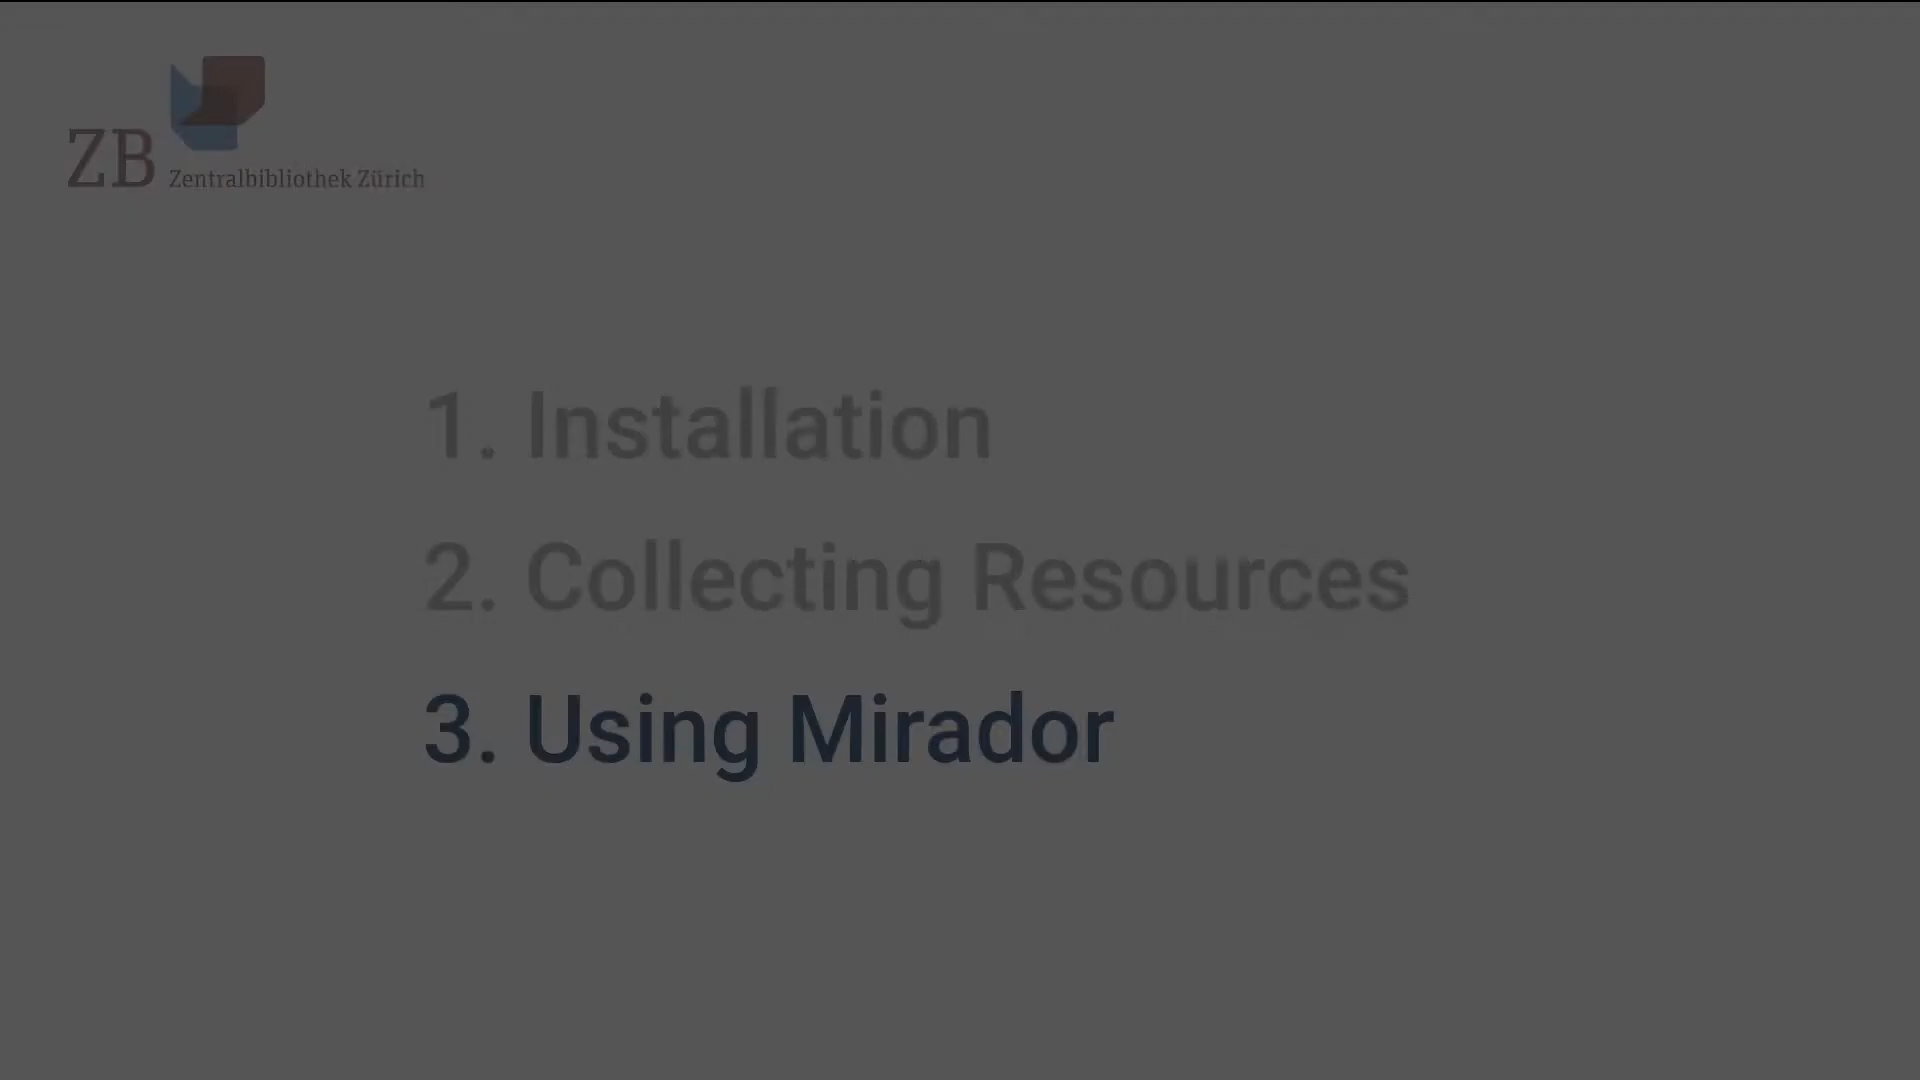 ZB Zentralbibliothek Zürich
1. Installation
2. Collecting Resources
3. Using Mirador